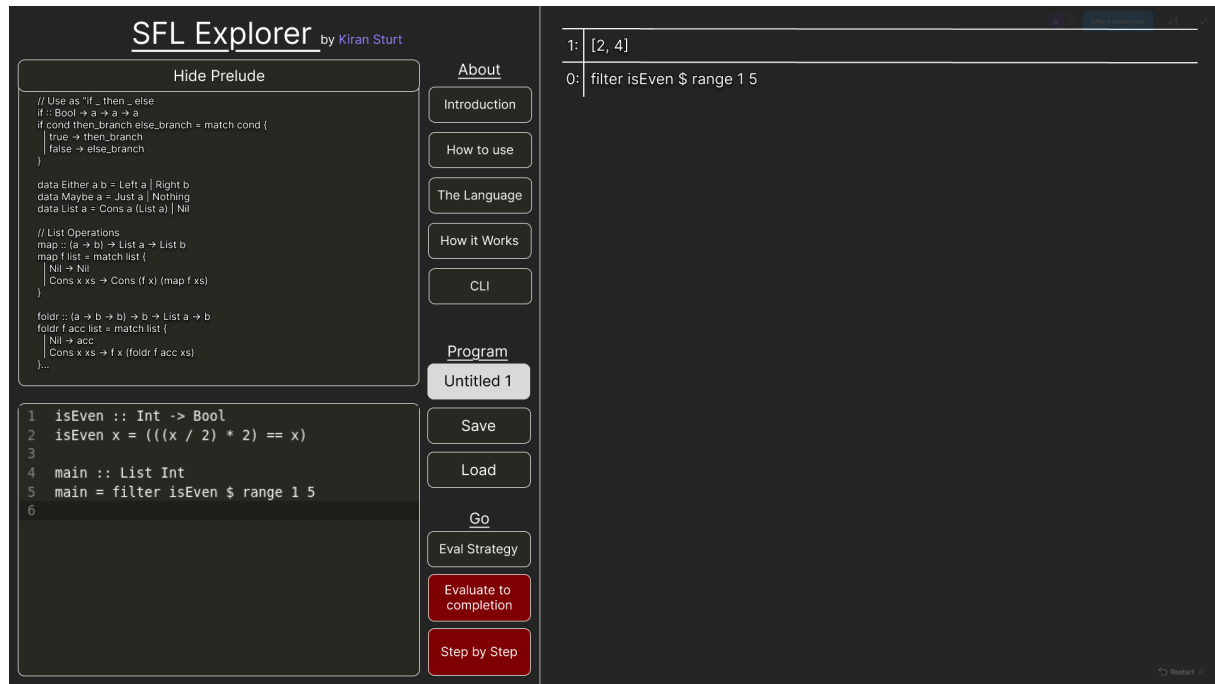 SFL Explorer by Kiran Sturt
Hide Prelude
// Use as "if _ then _ else
if :: Bool → a → a → a
if cond then_branch else_branch = match cond {
| true → then_branch
| false → else_branch
}
data Either a b = Left a | Right b
data Maybe a = Just a | Nothing
data List a = Cons a (List a) | Nil
// List Operations
map :: (a → b) → List a → List b
map f list = match list {
| Nil → Nil
| Cons x xs → Cons (f x) (map f xs)
}
foldr :: (a → b → b) → b → List a → b
foldr f acc list = match list {
| Nil → acc
| Cons x xs → f x (foldr f acc xs)
}...
1 isEven :: Int -> Bool
2 isEven x = (((x / 2) * 2) == x)
3
4 main :: List Int
5 main = filter isEven $ range 1 5
6
About
Introduction
How to use
The Language
How it Works
CLI
Program
Untitled 1
Save
Load
Go
Eval Strategy
Evaluate to
completion
Step by Step
1: [2, 4]
0: filter isEven $ range 1 5
Restart